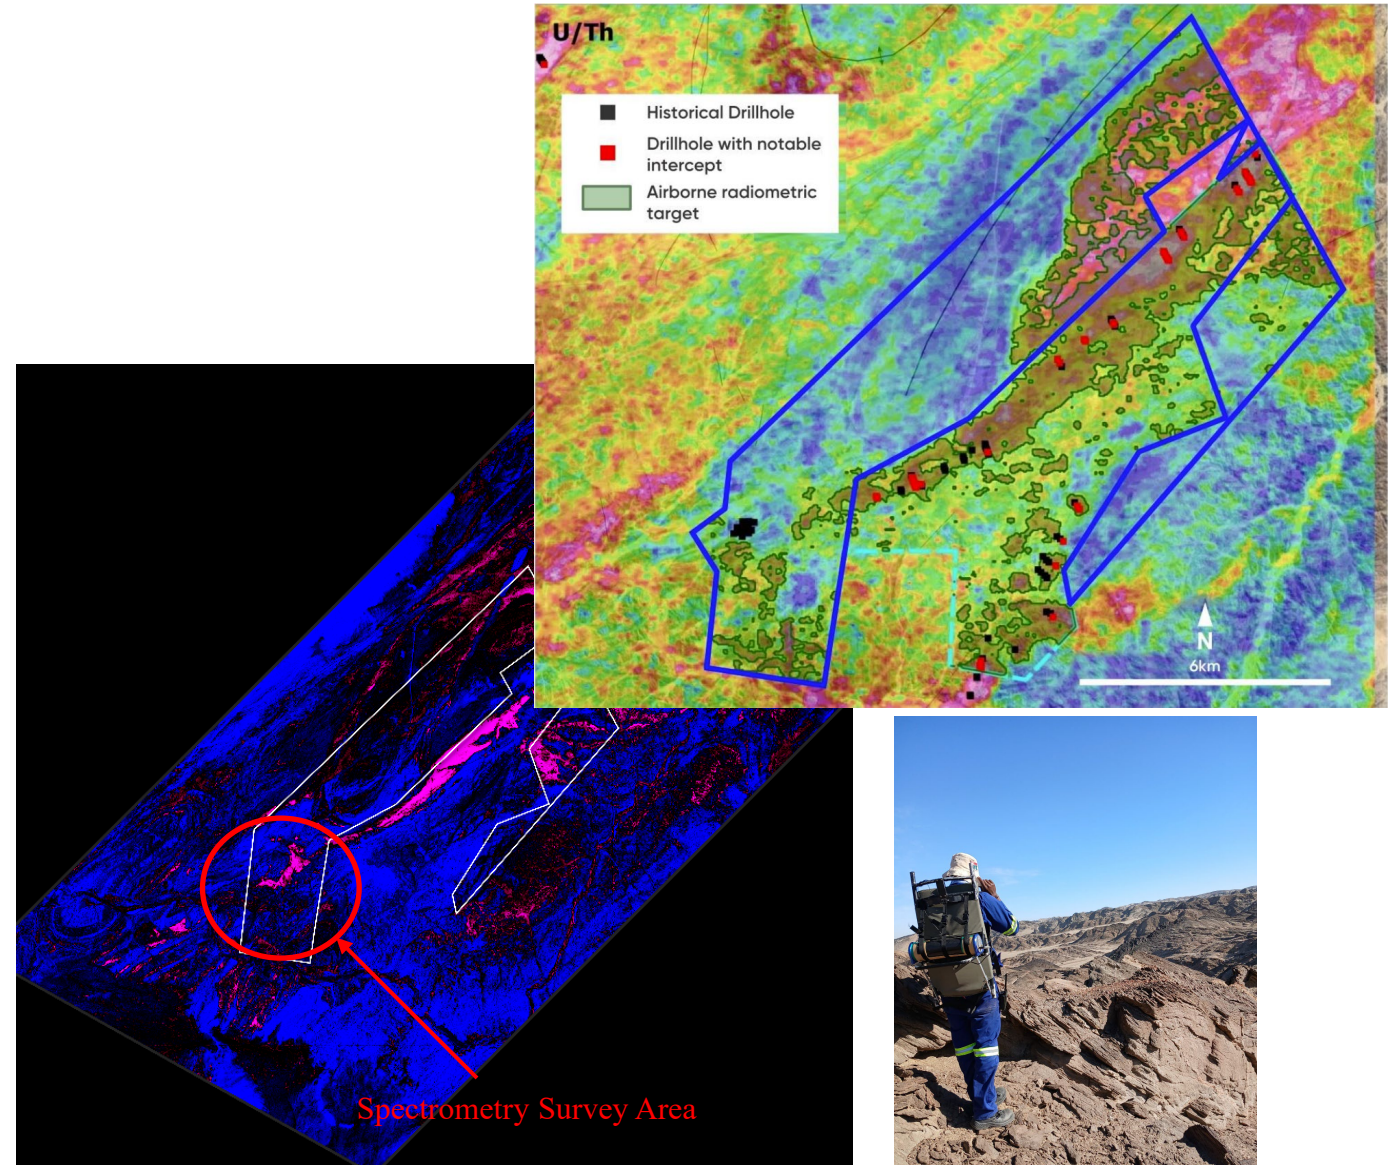 U/Th
Historical Drillhole
Drillhole with notable
intercept
Airborne radiometric
target
N
6km
Spectrometry Survey Area